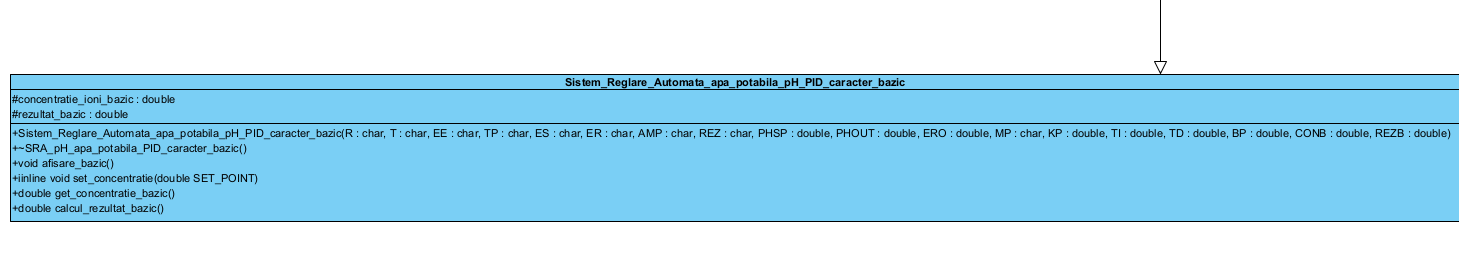 Sistem_Reglare_Automata_apa_potabila_pH_PID_caracter_bazic
#concentratie_ioni_bazic : double
#rezultat_bazic : double
+Sistem_Reglare_Automata_apa_potabila_pH_PID_caracter_bazic(R : char, T : char, EE : char, TP : char, ES : char, ER : char, AMP : char, REZ : char, PHSP : double, PHOUT : double, ERO : double, MP : char, KP : double, TI : double, TD : double, BP : double, CONB : double, REZB : double)
+~SRA_pH_apa_potabila_PID_caracter_bazic()
+void afisare_bazic()
+iinline void set_concentratie(double SET_POINT)
+double get_concentratie_bazic()
+double calcul_rezultat_bazic()